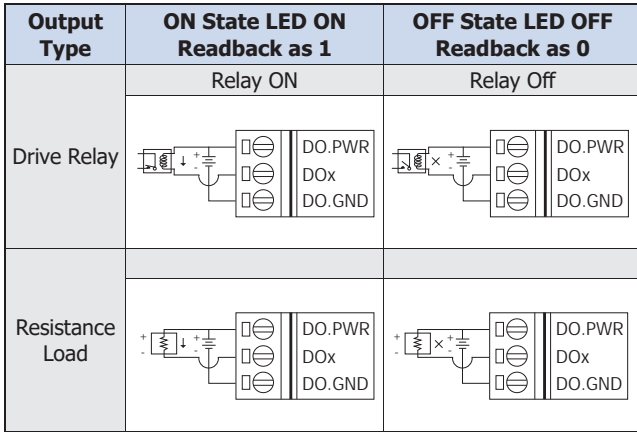 Output Type
ON State LED ON
Readback as 1
OFF State LED OFF
Readback as 0
Relay ON
Relay Off
Drive Relay
+
-
DO.PWR
DOx
DO.GND
+
-
DO.PWR
DOx
DO.GND
Resistance
Load
+
-
+
-
DO.PWR
DOx
DO.GND
+
-
+
-
DO.PWR
DOx
DO.GND